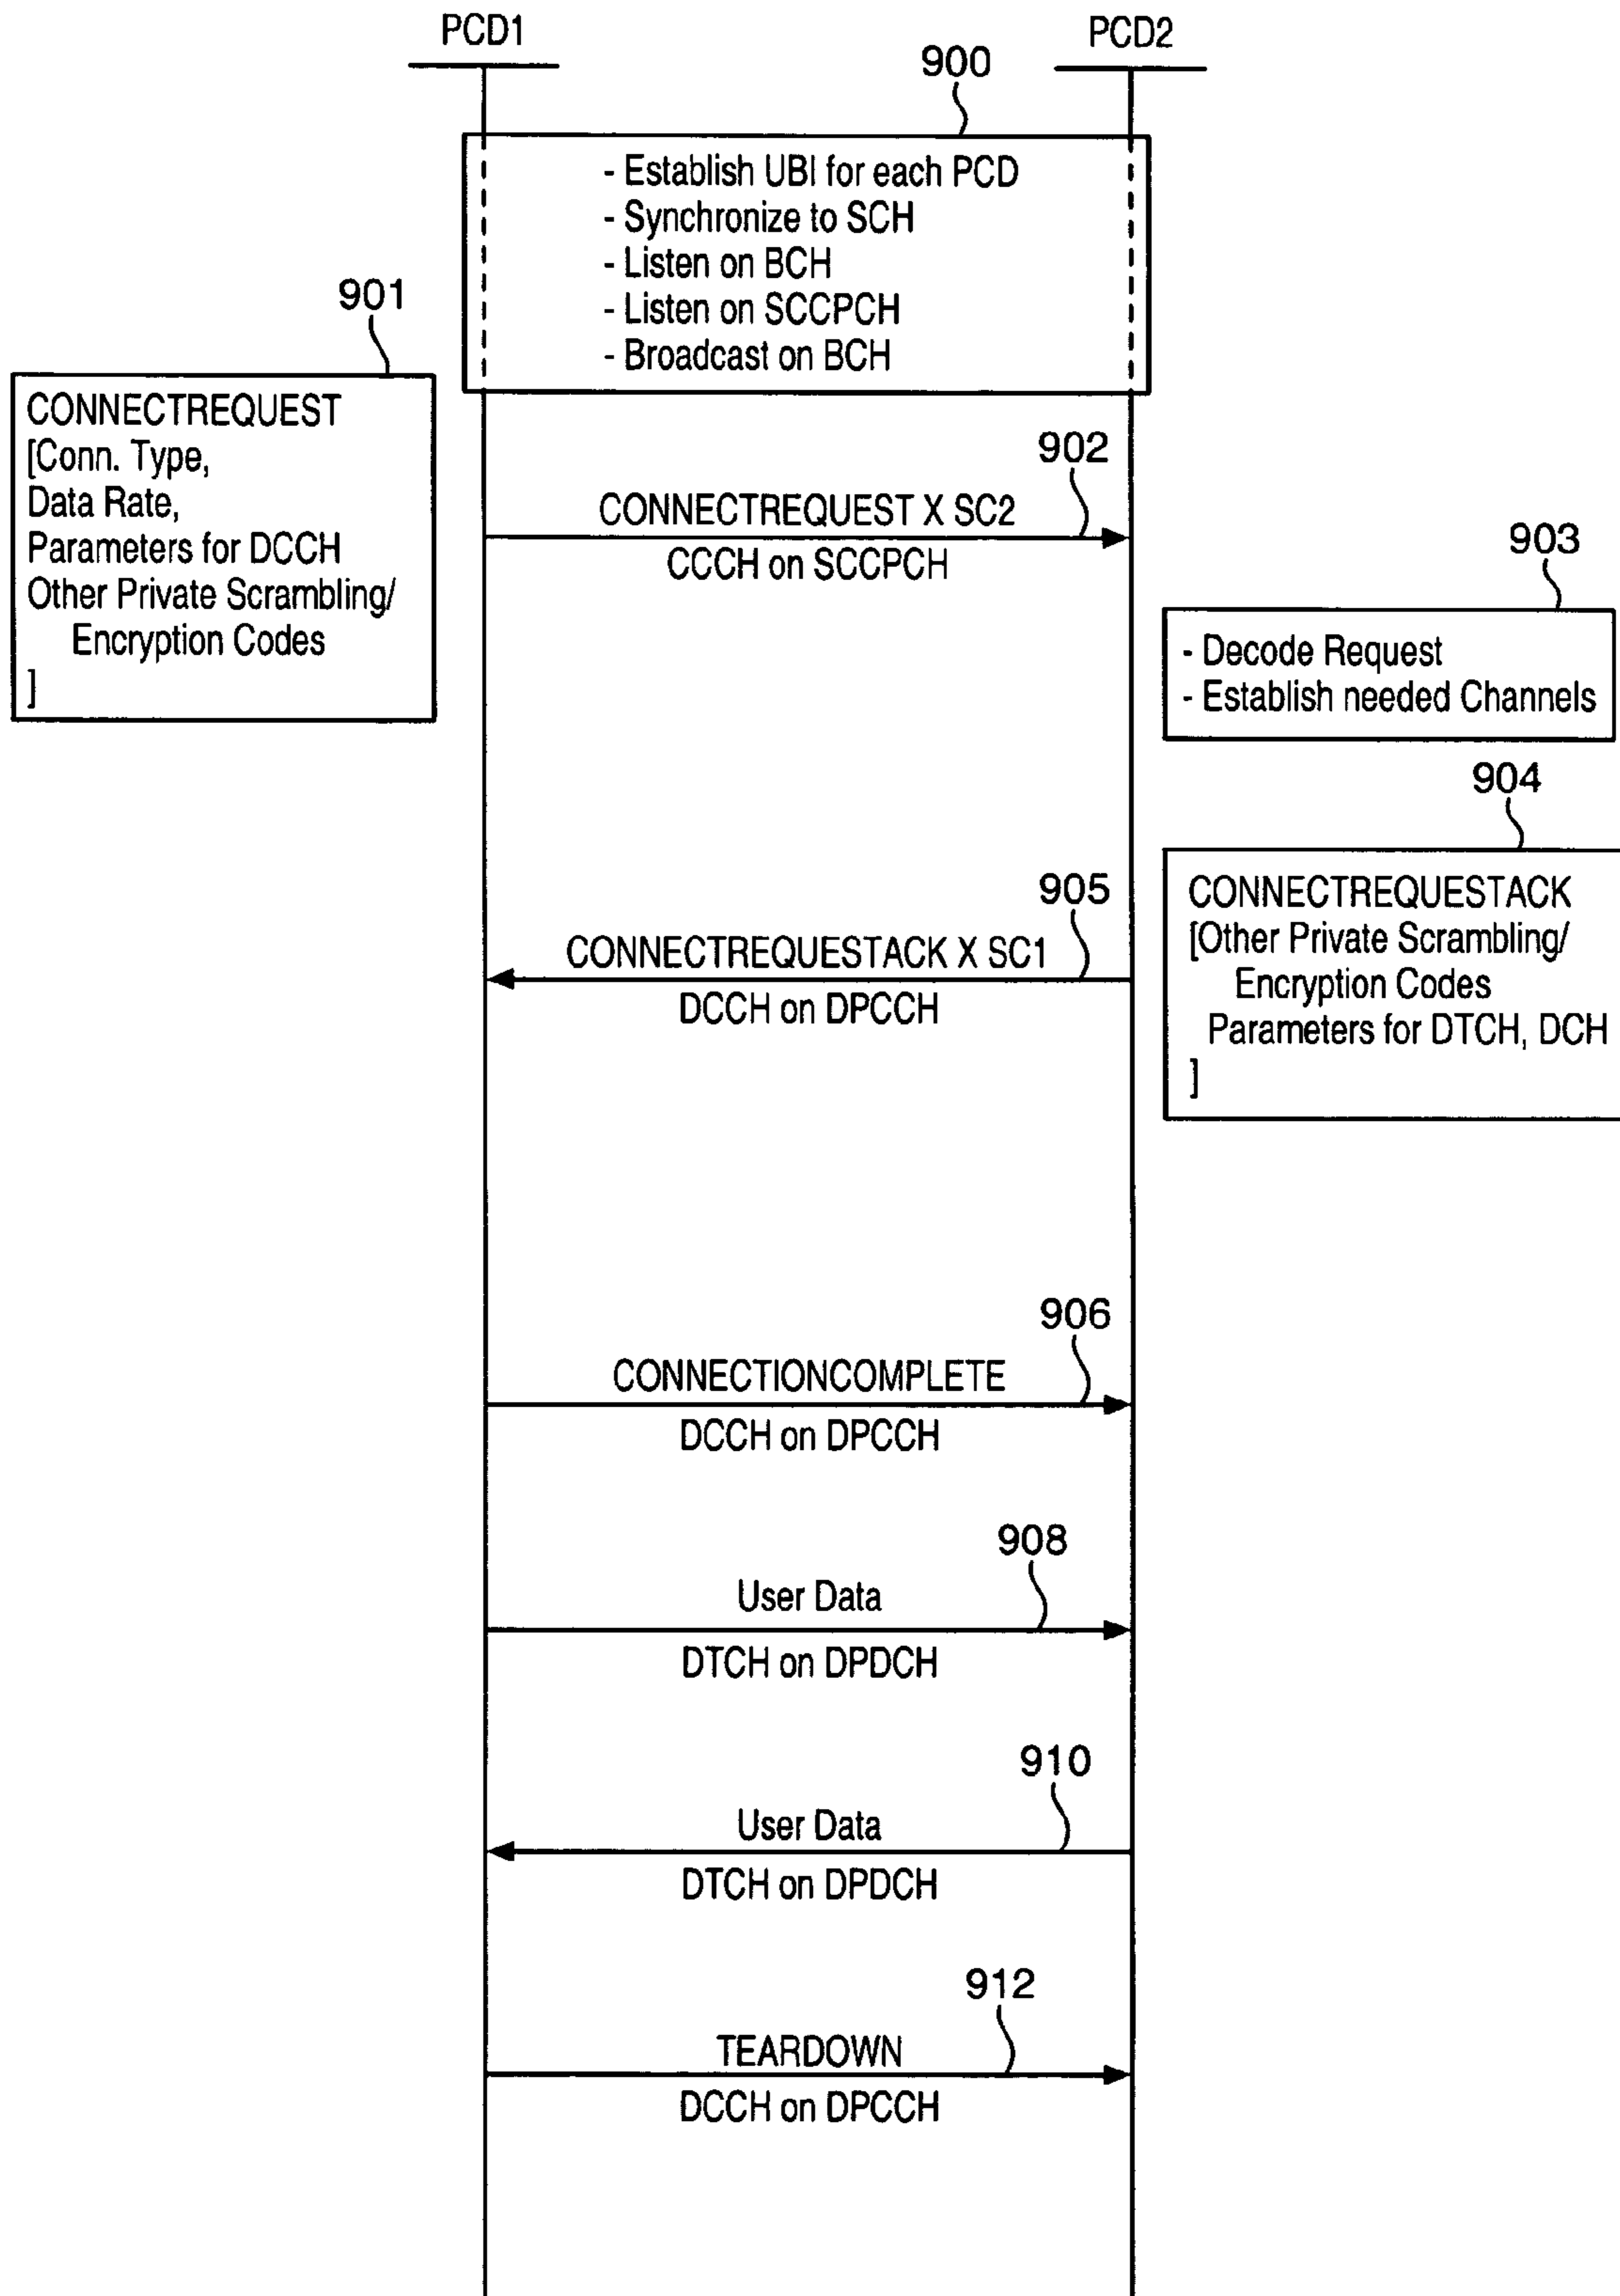 PCD1
PCD2
900
- Establish UBI for each PCD
- Synchronize to SCH
- Listen on BCH
- Listen on SCCPCH
- Broadcast on BCH
901
CONNECTREQUEST
[Conn. Type,
Data Rate,
Parameters for DCCH
Other Private Scrambling/
Encryption Codes
]
902
CONNECTREQUEST X SC2
CCCH on SCCPCH
903
- Decode Request
- Establish needed Channels
904
CONNECTREQUESTACK
[Other Private Scrambling/
Encryption Codes
Parameters for DTCH, DCH
]
905
CONNECTREQUESTACK X SC1
DCCH on DPCCH
906
CONNECTIONCOMPLETE
DCCH on DPCCH
908
User Data
DTCH on DPDCH
910
User Data
DTCH on DPDCH
912
TEARDOWN
DCCH on DPCCH